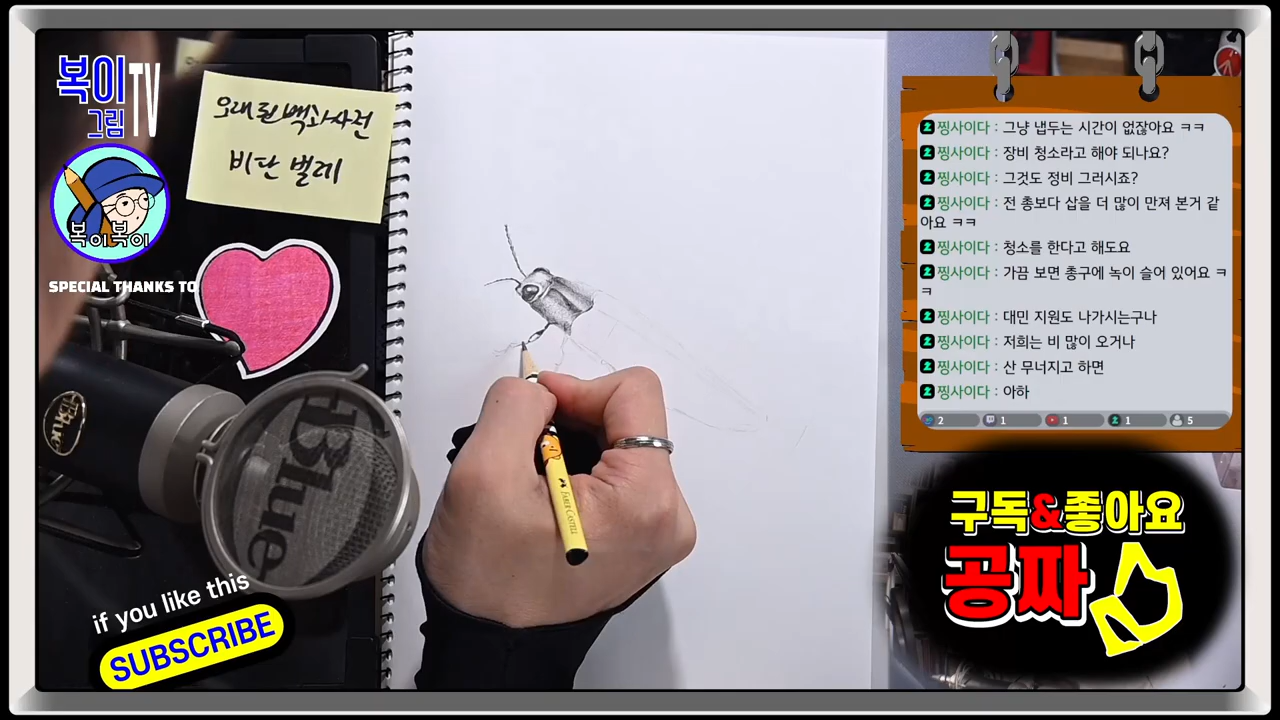 복이 TV
그림
오래된 백과사전
비단 벌레
복이복이
SPECIAL THANKS TO
Blue
Blue
if you like this
SUBSCRIBE
FABER-CASTELL
찡사이다 : 그냥 냅두는 시간이 없잖아요 ㅋㅋ
찡사이다 : 장비 청소라고 해야 되나요?
찡사이다 : 그것도 정비 그러시죠?
찡사이다 : 전 총보다 삽을 더 많이 만져 본거 같
아요 ㅋㅋ
찡사이다 : 청소를 한다고 해도요
찡사이다 : 가끔 보면 총구에 녹이 슬어 있어요 ㅋ
ㅋ
찡사이다 : 대민 지원도 나가시는구나
찡사이다 : 저희는 비 많이 오거나
찡사이다 : 산 무너지고 하면
찡사이다 : 아하
2 1 1 1 5
구독&좋아요
공짜